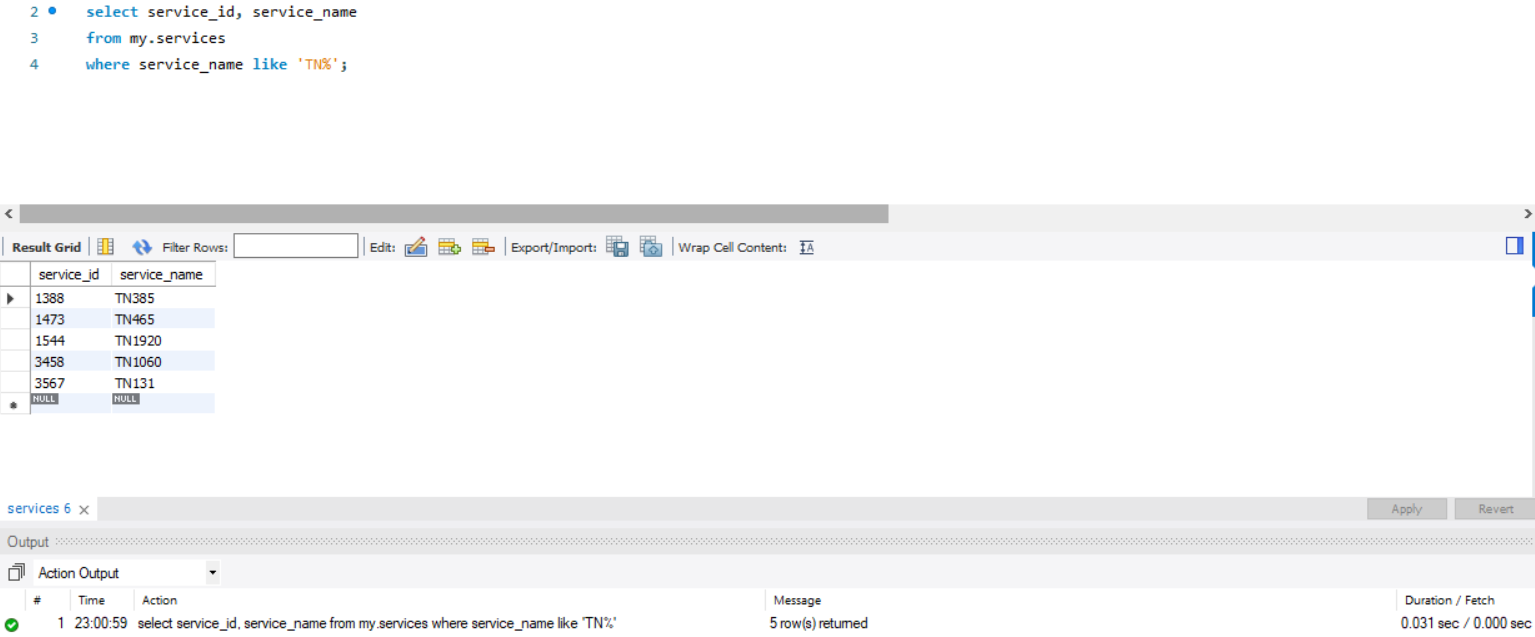 2 select service_id, service_name
3 from my.services
4 where service_name like 'TN%';
Result Grid Filter Rows: Edit: Export/Import: Wrap Cell Content: IA
service_id service_name
1388 TN385
1473 TN465
1544 TN1920
3458 TN1060
3567 TN131
NULL NULL
services 6 Apply Revert
Output
Action Output
# Time Action Message Duration / Fetch
1 23:00:59 select service_id, service_name from my.services where service_name like 'TN%' 5 row(s) returned 0.031 sec / 0.000 sec